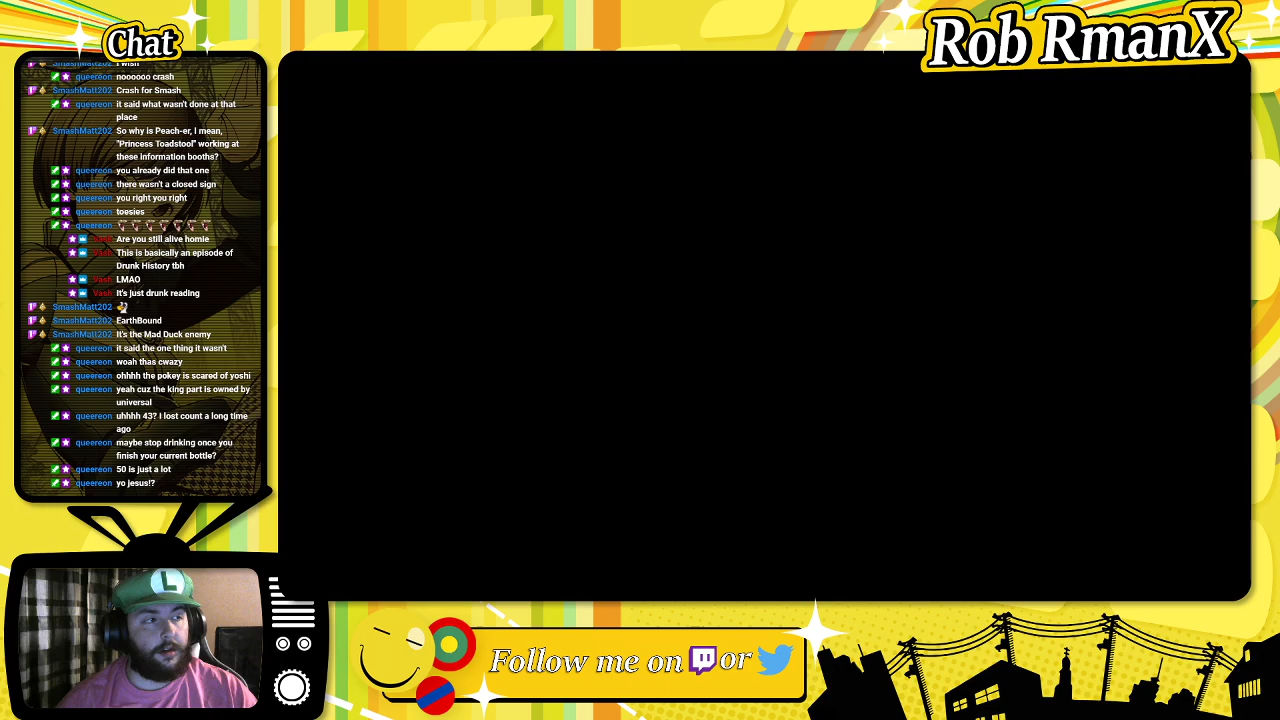 Chat
Rob RmanX
SmashMatt202 I wish
queereon noooooo crash
SmashMatt202 Crash for Smash
queereon it said what wasn't done at that
place
SmashMatt202 So why is Peach-er, I mean,
"Princess Toadstool" working at
these information booths?
queereon you already did that one
queereon there wasn't a closed sign
queereon you right you right
queereon toesies
queereon
Vash Are you still alive homie
Vash This is basically an episode of
Drunk History tbh
Vash LMAO
Vash It's just drunk reading
SmashMatt202
SmashMatt202 EarthBound
SmashMatt202 It's the Mad Duck enemy
queereon it said the one thing it wasn't
queereon woah thas cwazy
queereon ohhhh the pokey is scared of yoshi
queereon yeah cuz the king part is owned by
universal
queereon uhhhh 43? I lost count a long time
ago
queereon maybe stop drinking once you
finish your current bottle?
queereon 50 is just a lot
queereon yo jesus!?
L
Follow me on or